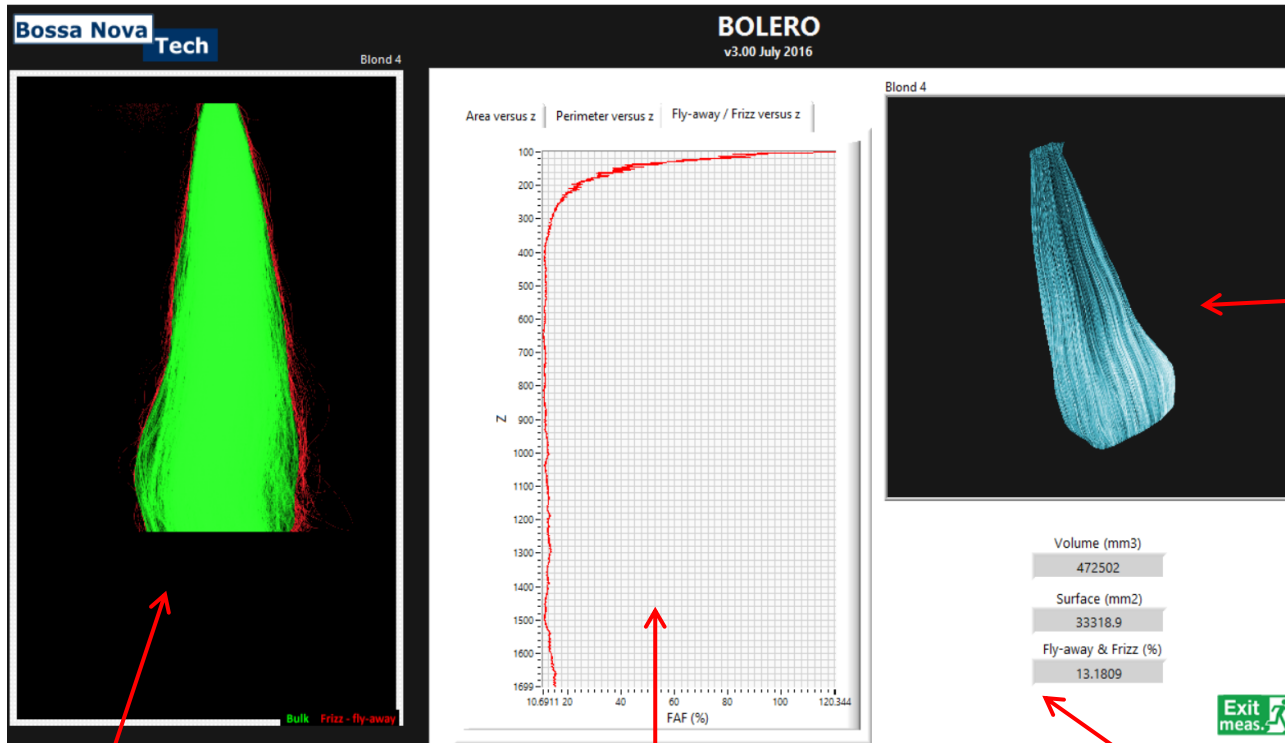 Bossa Nova
Tech
BOLERO
v3.00 July 2016
Blond 4
Bulk Frizz - fly-away
Area versus z
Perimeter versus z
Fly-away / Frizz versus z
100
200
300
400
500
600
700
800
900
1000
1100
1200
1300
1400
1500
1600
1699
Z
10.6911 20 40 60 80 100 120.344
FAF (%)
Blond 4
Volume (mm3)
472502
Surface (mm2)
33318.9
Fly-away & Frizz (%)
13.1809
Exit
meas.